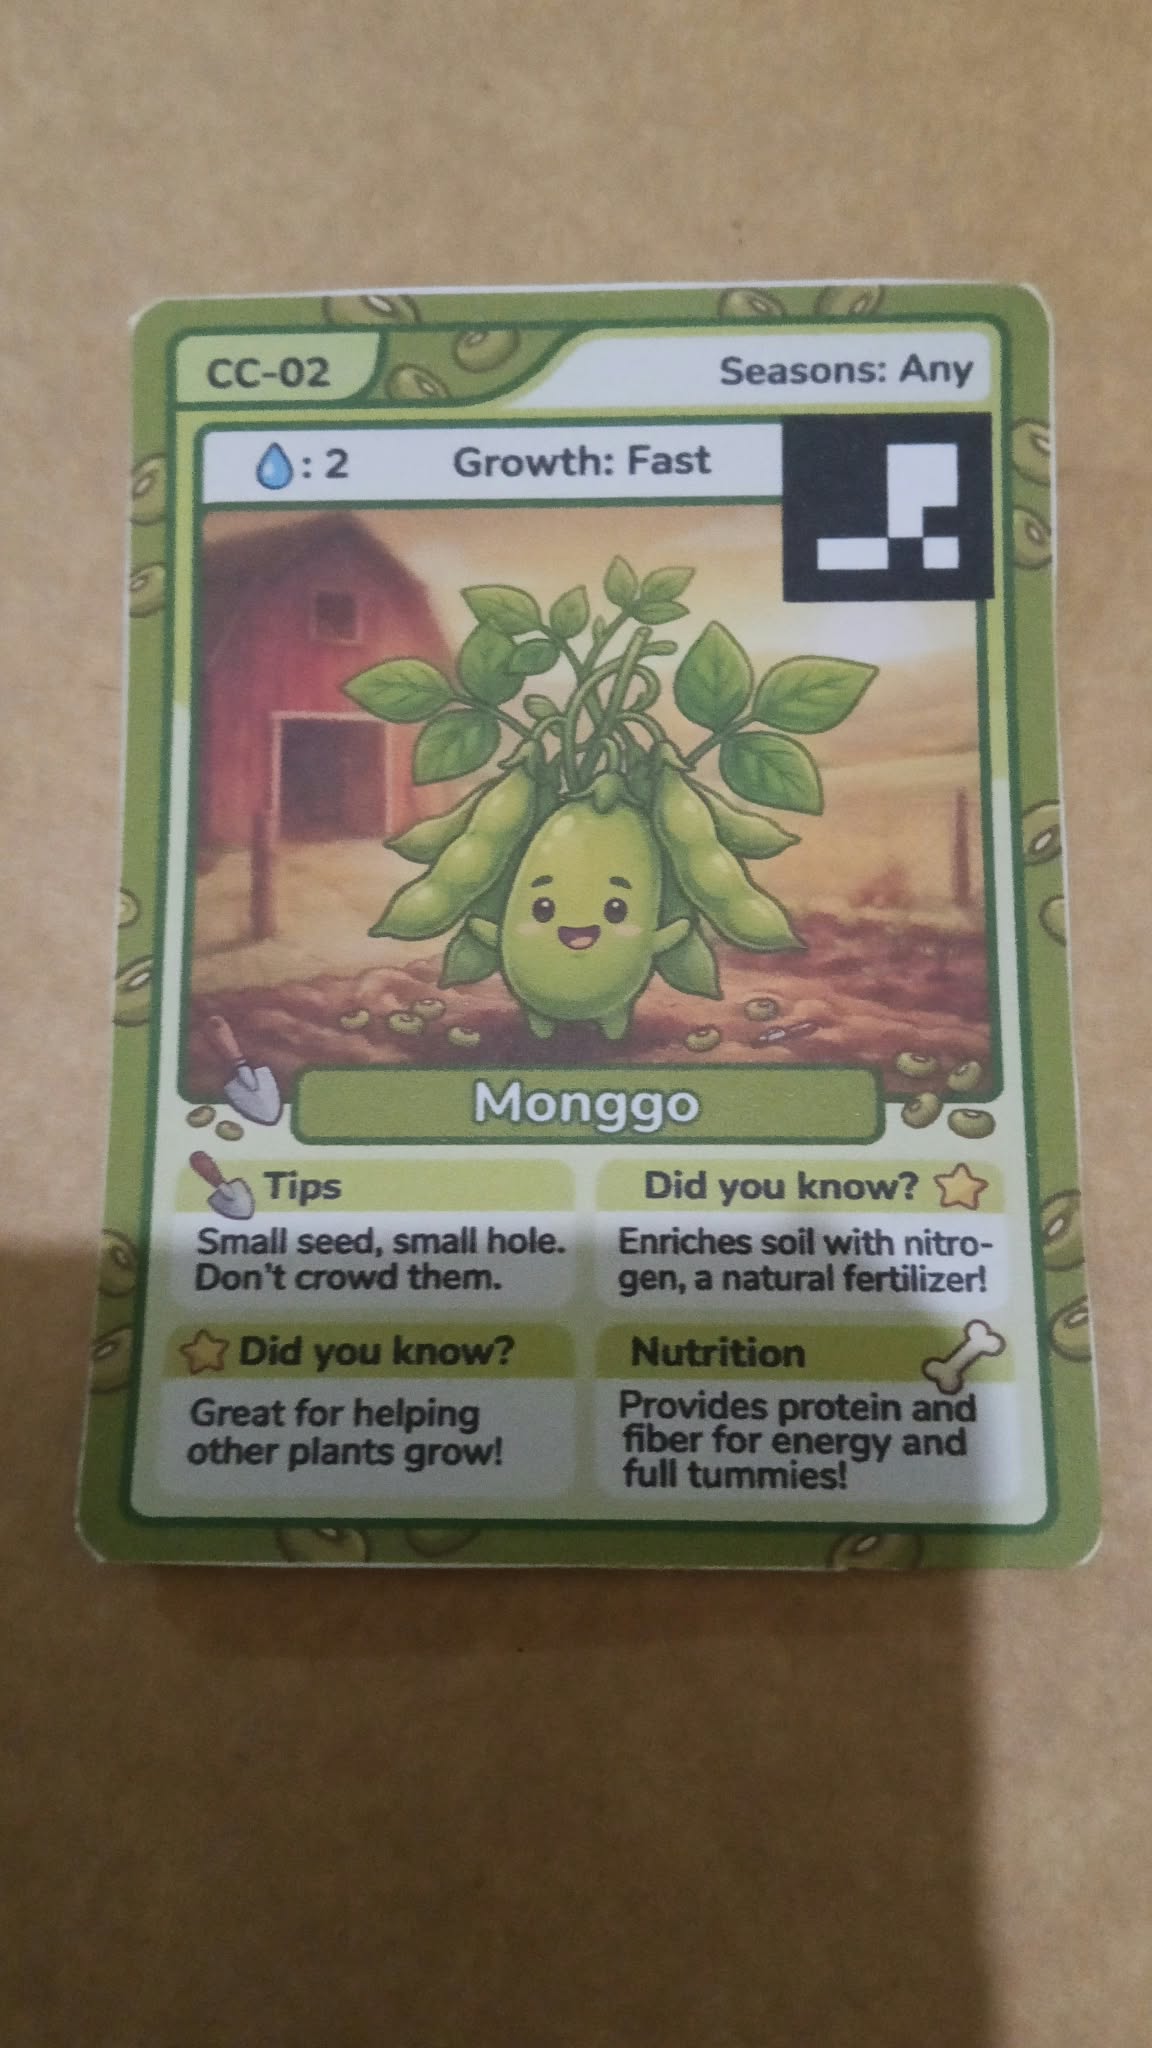 CC-02
Seasons: Any
: 2
Growth: Fast
Monggo
Tips
Small seed, small hole.
Don't crowd them.
Did you know?
Enriches soil with nitro-
gen, a natural fertilizer!
Did you know?
Great for helping
other plants grow!
Nutrition
Provides protein and
fiber for energy and
full tummies!